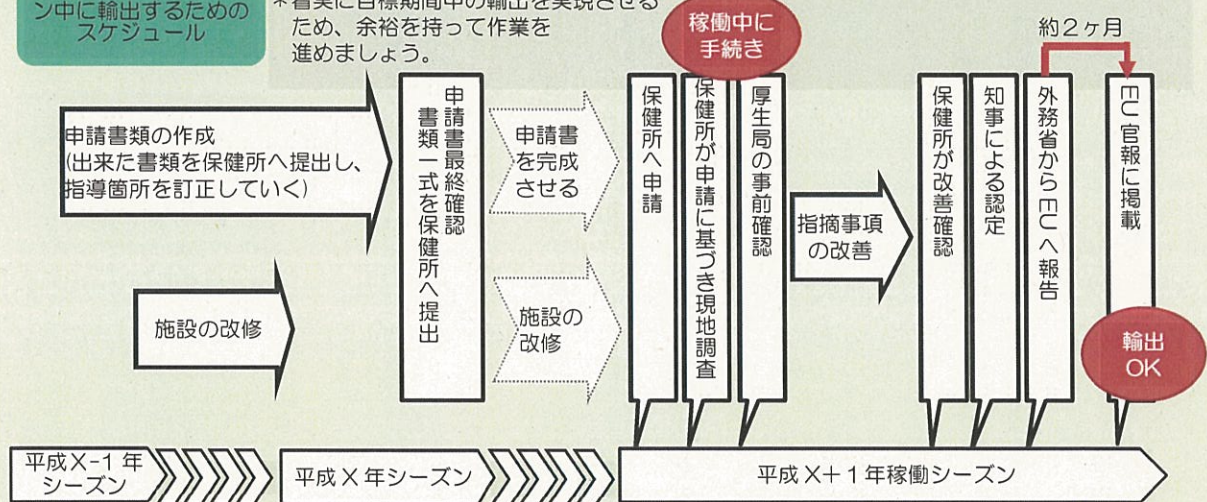 ン中に輸出するための
スケジュール
*着実に目標期間中の輸出を実現させる
ため、余裕を持って作業を
進めましょう。
稼働中に
手続き
約2ヶ月
申請書類の作成
(出来た書類を保健所へ提出し、
指導箇所を訂正していく)
施設の改修
申請書最終確認
書類一式を保健所へ提出
申請書
を完成
させる
施設の
改修
保健所へ申請
保健所が申請に基づき現地調査
厚生局の事前確認
指摘事項
の改善
保健所が改善確認
知事による認定
外務省からEUへ報告
EU官報に掲載
輸出
OK
平成X-1年
シーズン
平成X年シーズン
平成X+1年稼働シーズン